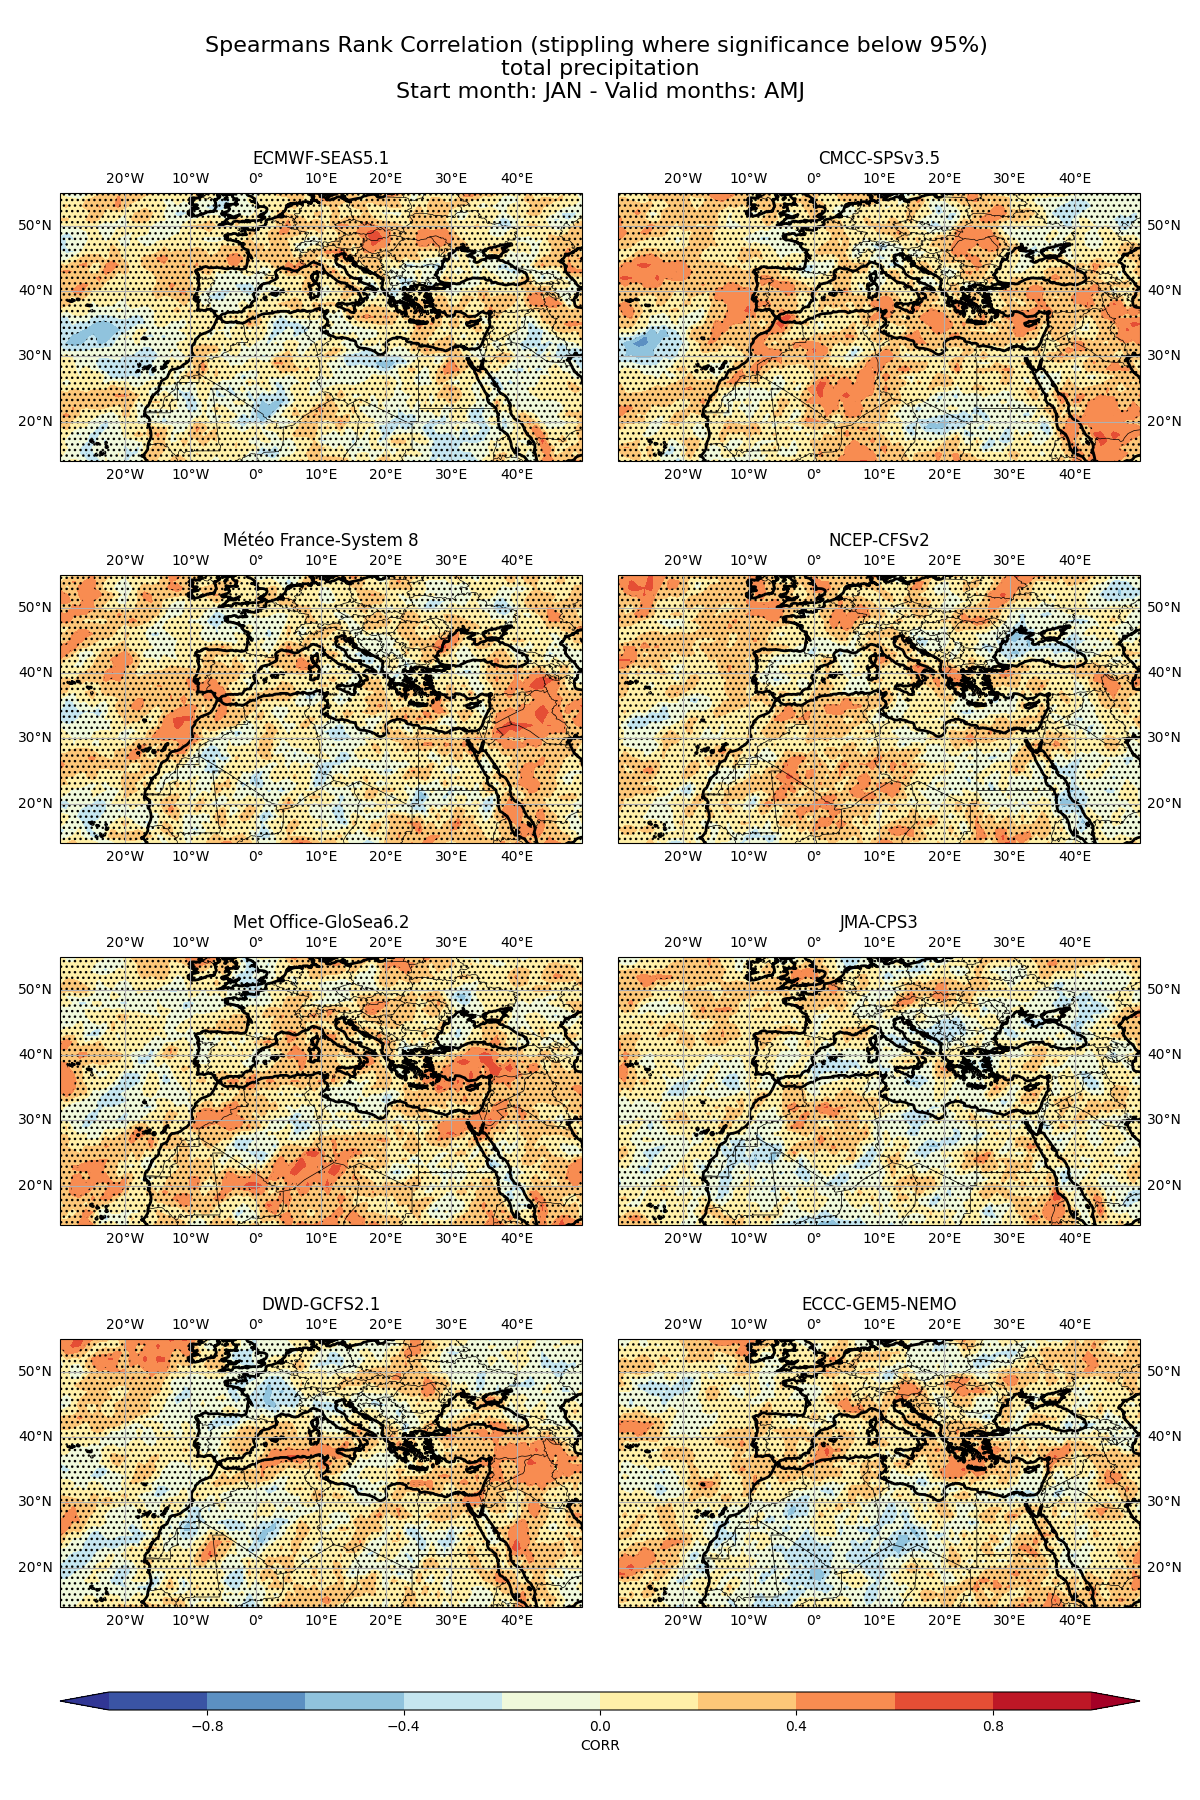 Spearmans Rank Correlation (stippling where significance below 95%)
total precipitation
Start month: JAN - Valid months: AMJ
ECMWF-SEAS5.1
CMCC-SPSv3.5
20°W 10°W 0° 10°E 20°E 30°E 40°E
20°W 10°W 0° 10°E 20°E 30°E 40°E
50°N
50°N
40°N
40°N
30°N
30°N
20°N
20°N
20°W 10°W 0° 10°E 20°E 30°E 40°E
20°W 10°W 0° 10°E 20°E 30°E 40°E
Météo France-System 8
NCEP-CFSv2
20°W 10°W 0° 10°E 20°E 30°E 40°E
20°W 10°W 0° 10°E 20°E 30°E 40°E
50°N
50°N
40°N
40°N
30°N
30°N
20°N
20°N
20°W 10°W 0° 10°E 20°E 30°E 40°E
20°W 10°W 0° 10°E 20°E 30°E 40°E
Met Office-GloSea6.2
JMA-CPS3
20°W 10°W 0° 10°E 20°E 30°E 40°E
20°W 10°W 0° 10°E 20°E 30°E 40°E
50°N
50°N
40°N
40°N
30°N
30°N
20°N
20°N
20°W 10°W 0° 10°E 20°E 30°E 40°E
20°W 10°W 0° 10°E 20°E 30°E 40°E
DWD-GCFS2.1
ECCC-GEM5-NEMO
20°W 10°W 0° 10°E 20°E 30°E 40°E
20°W 10°W 0° 10°E 20°E 30°E 40°E
50°N
50°N
40°N
40°N
30°N
30°N
20°N
20°N
20°W 10°W 0° 10°E 20°E 30°E 40°E
20°W 10°W 0° 10°E 20°E 30°E 40°E
−0.8 −0.4 0.0 0.4 0.8
CORR